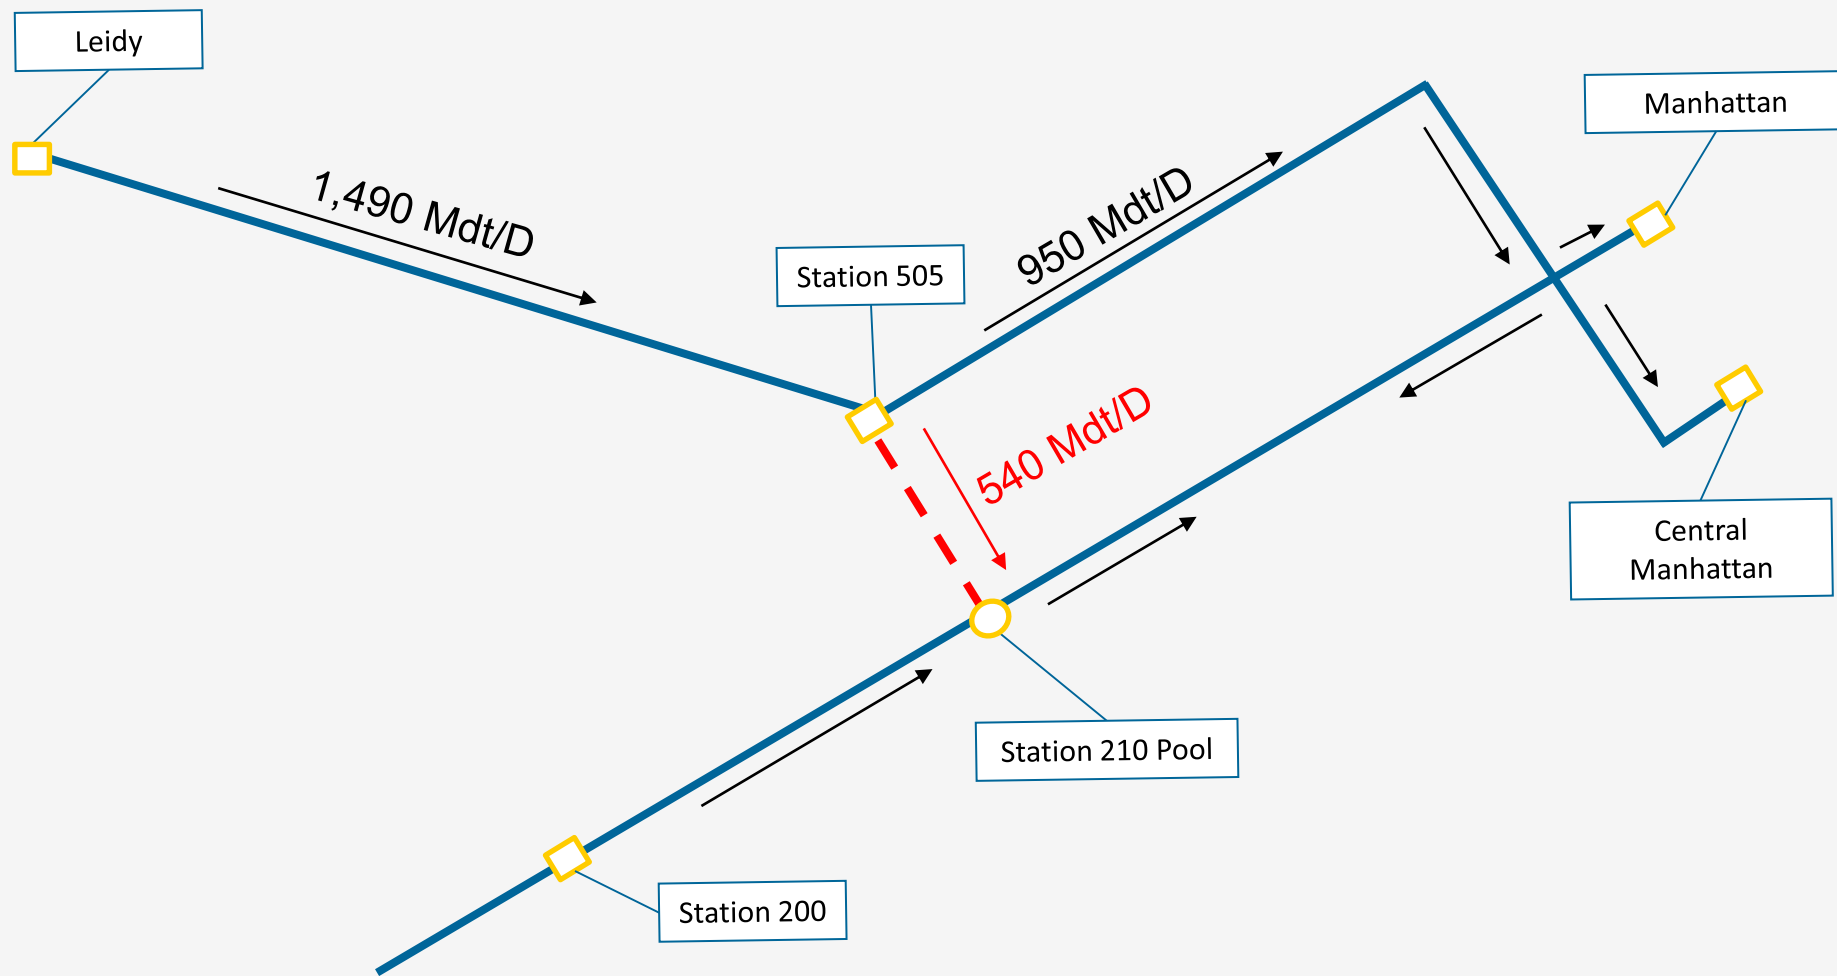 Leidy
Manhattan
1,490 Mdt/D
950 Mdt/D
Station 505
540 Mdt/D
Central
Manhattan
Station 210 Pool
Station 200